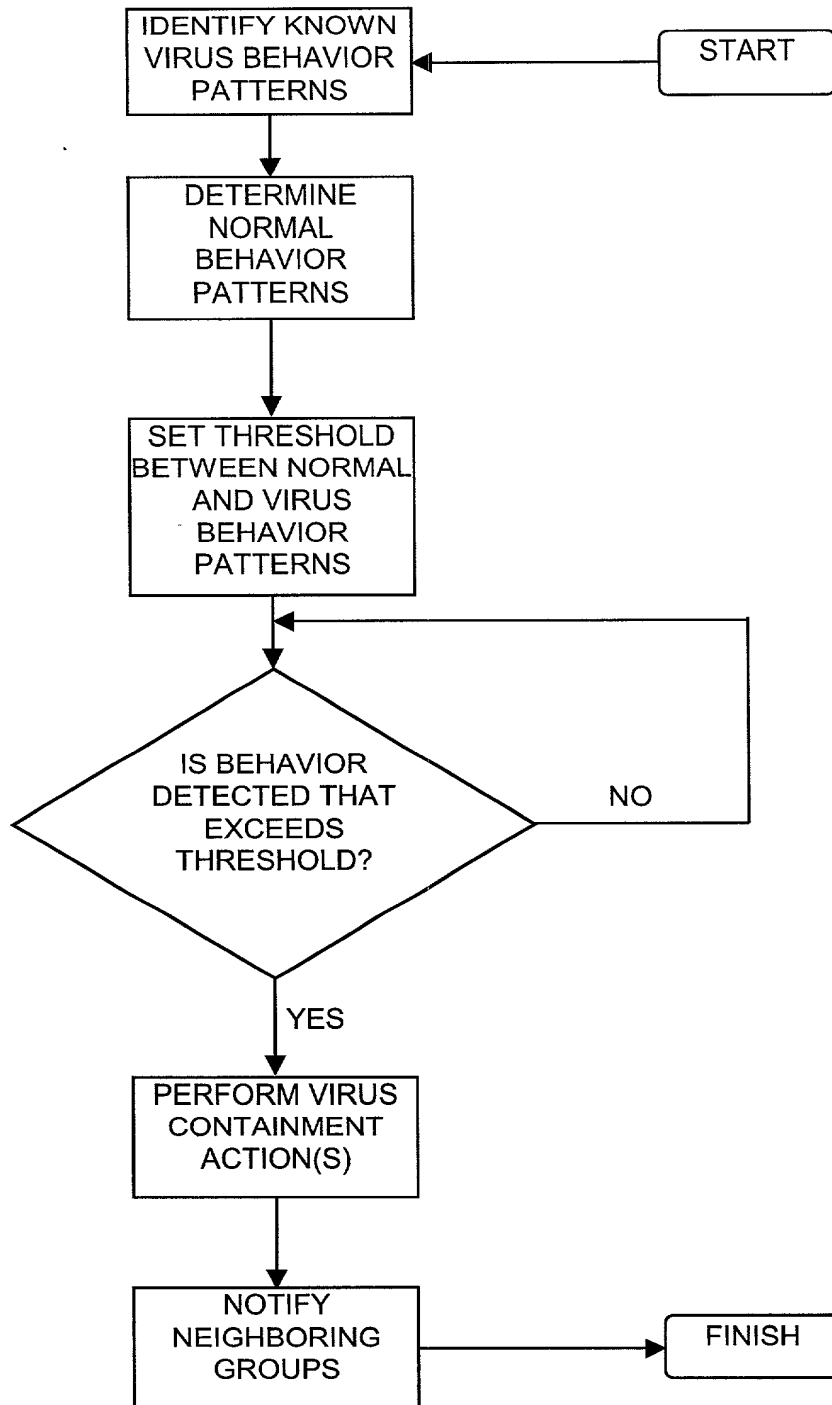 START
IDENTIFY KNOWN
VIRUS BEHAVIOR
PATTERNS
DETERMINE
NORMAL
BEHAVIOR
PATTERNS
SET THRESHOLD
BETWEEN NORMAL
AND VIRUS
BEHAVIOR
PATTERNS
IS BEHAVIOR
DETECTED THAT
EXCEEDS
THRESHOLD?
NO
YES
PERFORM VIRUS
CONTAINMENT
ACTION(S)
NOTIFY
NEIGHBORING
GROUPS
FINISH